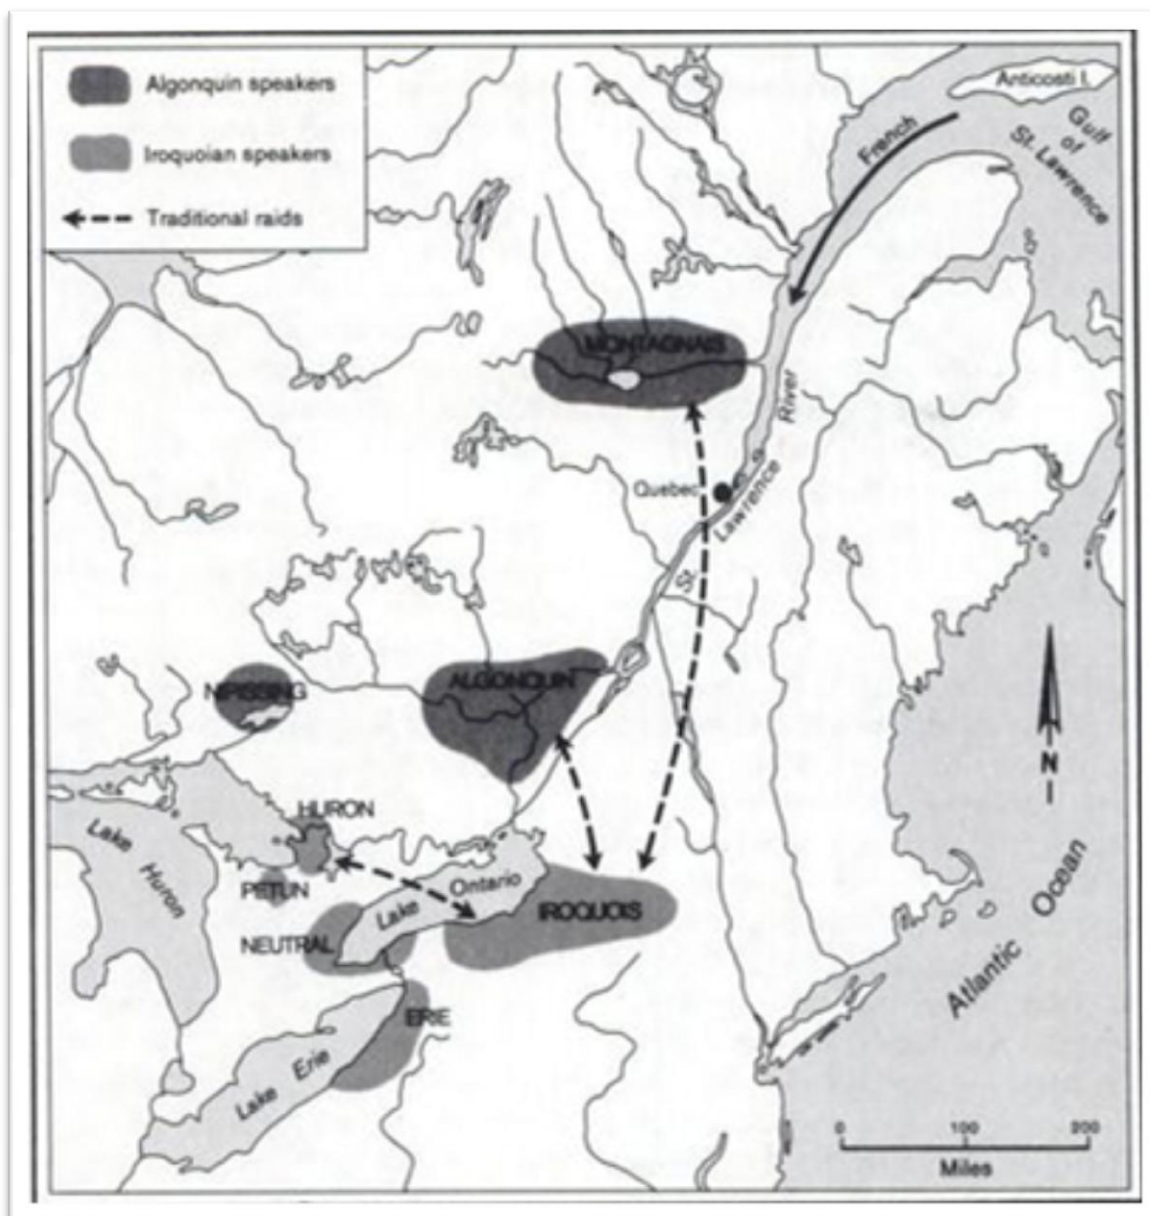 Algonquin speakers
Iroquoian speakers
Traditional raids
Anticosti I.
Gulf
of
St. Lawrence
French
MONTAGNAIS
River
Quebec
Lawrence
St.
NIPISSING
ALGONQUIN
N
HURON
Lake
Huron
PETUN
Ontario
Lake
IROQUOIS
NEUTRAL
Ocean
Atlantic
ERIE
Lake Erie
0 100 200
Miles